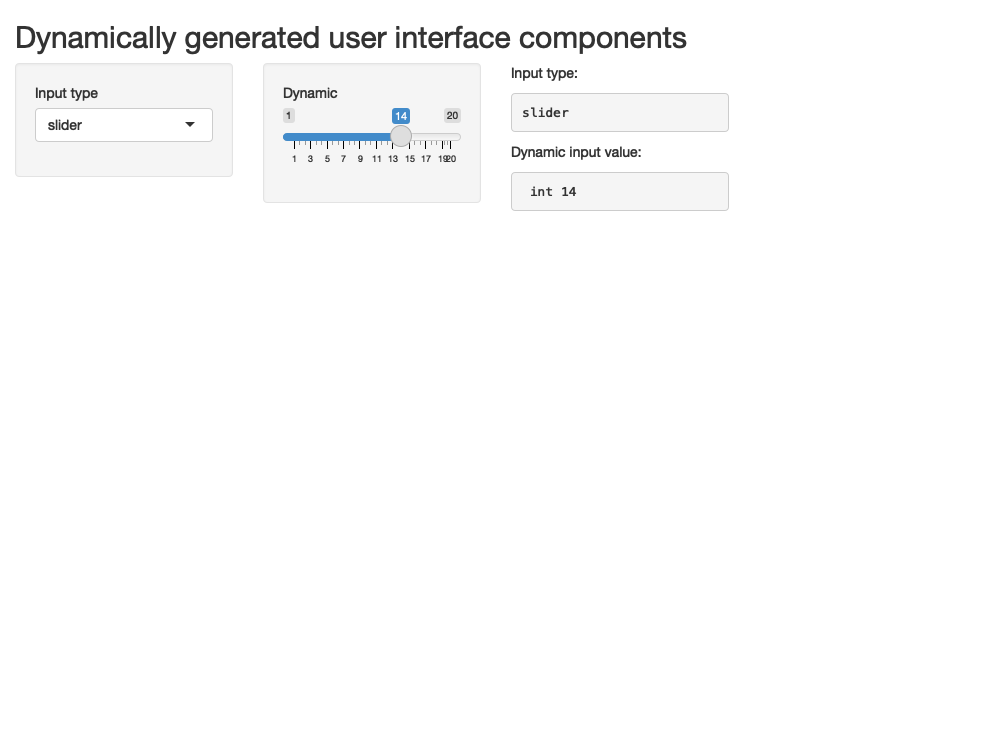 Dynamically generated user interface components
Input type
slider
Dynamic
1 14 20
1 3 5 7 9 11 13 15 17 19 20
Input type:
slider
Dynamic input value:
int 14